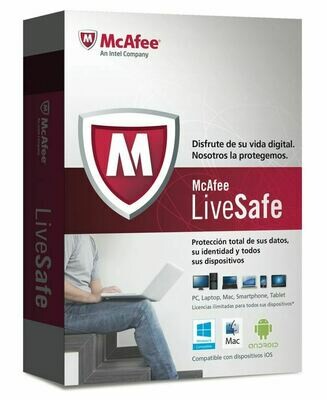 McAfee
An Intel Company
Disfrute de su vida digital.
Nosotros la protegemos.
McAfee
LiveSafe
Protección total de sus datos,
su identidad y todos
sus dispositivos
PC, Laptop, Mac, Smartphone, Tablet
Licencias ilimitadas para todos sus dispositivos*
Mac
ANDROID
Compatible con dispositivos iOS
McAfee
LiveSafe